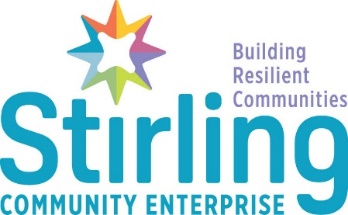 Building
Resilient
Communities
Stirling
COMMUNITY ENTERPRISE